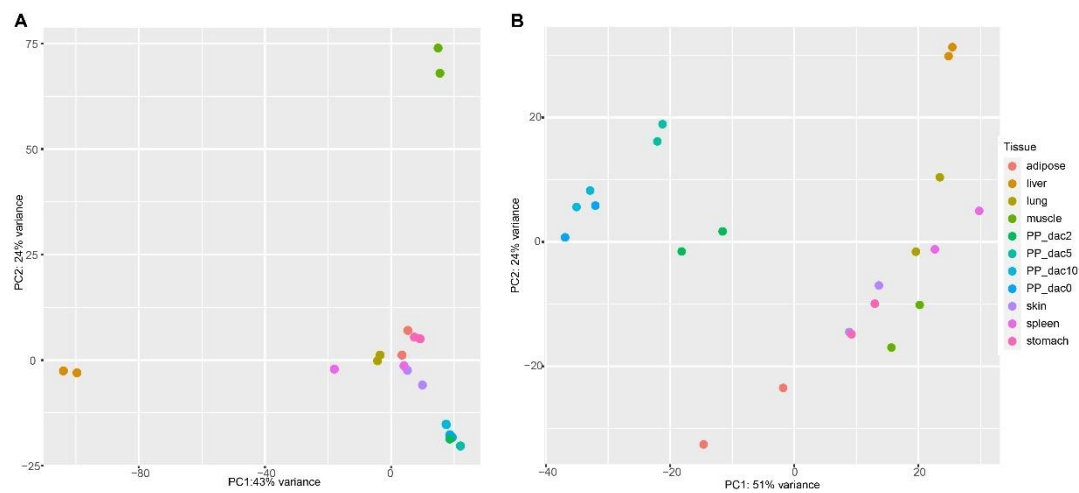 A
75
50
25
0
−25
PC2: 24% variance
−80
−40
0
PC1:43% variance
B
20
0
−20
PC2: 24% variance
−40
−20
0
20
PC1: 51% variance
Tissue
adipose
liver
lung
muscle
PP_dac2
PP_dac5
PP_dac10
PP_dac0
skin
spleen
stomach